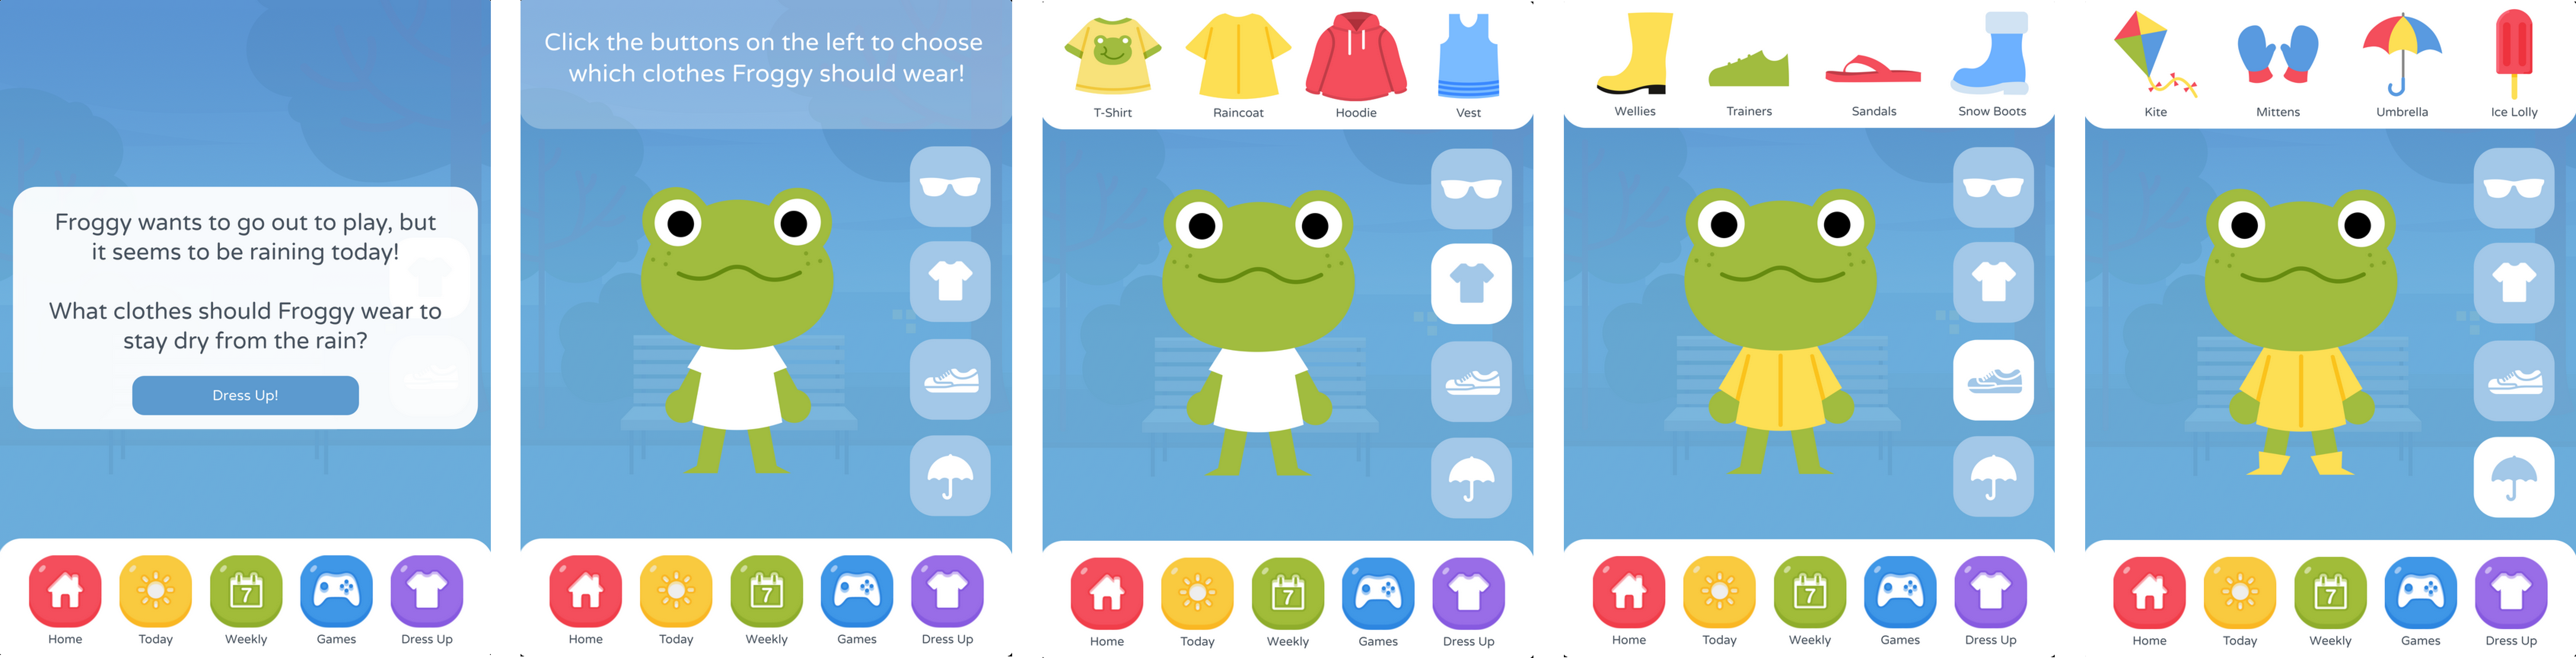 Froggy wants to go out to play, but
it seems to be raining today!
What clothes should Froggy wear to
stay dry from the rain?
Dress Up!
7
Home Today Weekly Games Dress Up
Click the buttons on the left to choose
which clothes Froggy should wear!
7
Home Today Weekly Games Dress Up
T-Shirt Raincoat Hoodie Vest
7
Home Today Weekly Games Dress Up
Wellies Trainers Sandals Snow Boots
7
Home Today Weekly Games Dress Up
Kite Mittens Umbrella Ice Lolly
7
Home Today Weekly Games Dress Up